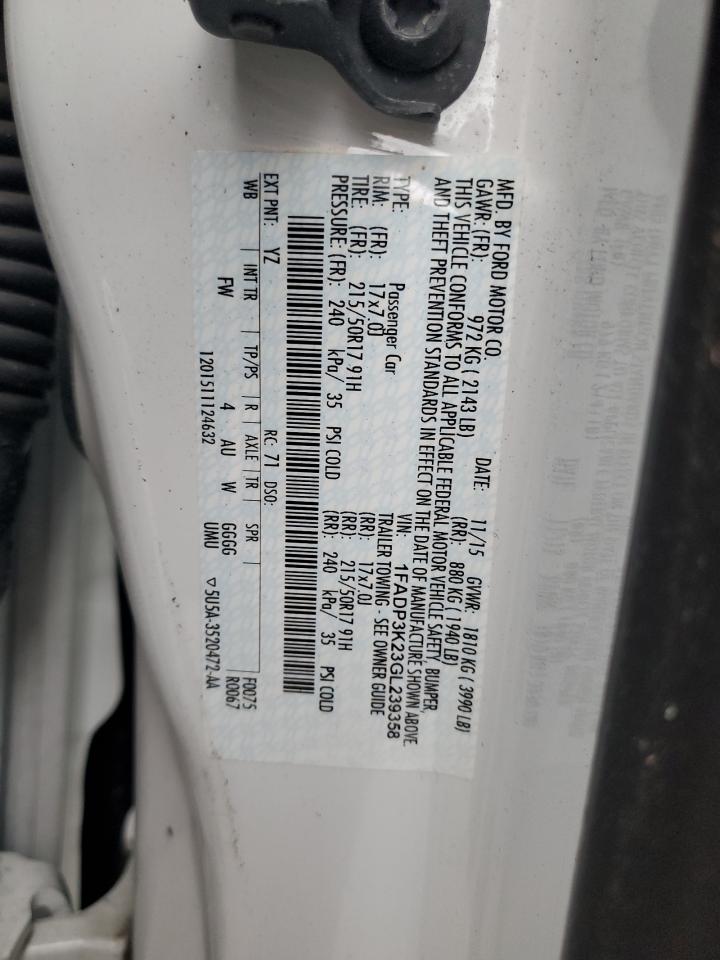 MFD. BY FORD MOTOR CO.
DATE: 11/15 GVWR: 1810 KG ( 3990 LB)
GAWR: (FR): 972 KG ( 2143 LB) (RR): 880 KG ( 1940 LB)
THIS VEHICLE CONFORMS TO ALL APPLICABLE FEDERAL MOTOR VEHICLE SAFETY, BUMPER,
AND THEFT PREVENTION STANDARDS IN EFFECT ON THE DATE OF MANUFACTURE SHOWN ABOVE.
VIN: 1FADP3K23GL239358
TYPE: Passenger Car TRAILER TOWING - SEE OWNER GUIDE
RIM: (FR): 17x7.0J (RR): 17x7.0J
TIRE: (FR): 215/50R17 91H (RR): 215/50R17 91H
PRESSURE: (FR): 240 kPa/ 35 PSI COLD (RR): 240 kPa/ 35 PSI COLD
EXT PNT: YZ RC: 71 DSO: F0075
WB INT TR TP/PS R AXLE TR SPR R0067
FW 4 AU W GGGG
UMU ▽5U5A-3520472-AA
1201511124632